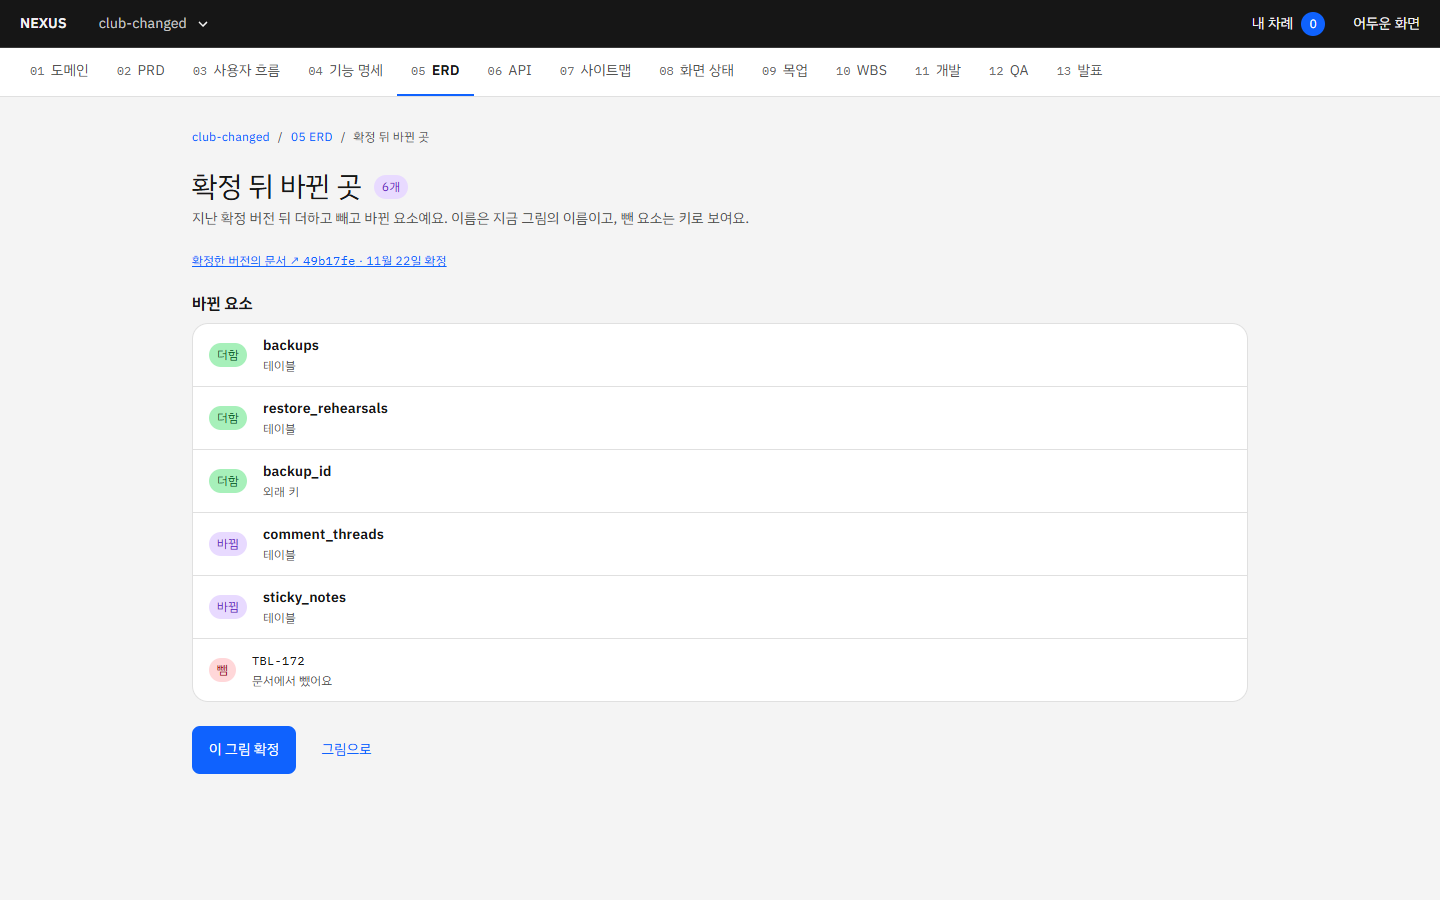 NEXUS club-changed 내 차례 0 어두운 화면
01 도메인 02 PRD 03 사용자 흐름 04 기능 명세 05 ERD 06 API 07 사이트맵 08 화면 상태 09 목업 10 WBS 11 개발 12 QA 13 발표
club-changed / 05 ERD / 확정 뒤 바뀐 곳
확정 뒤 바뀐 곳 6개
지난 확정 버전 뒤 더하고 빼고 바뀐 요소예요. 이름은 지금 그림의 이름이고, 뺀 요소는 키로 보여요.
확정한 버전의 문서 ↗ 49b17fe · 11월 22일 확정
바뀐 요소
더함 backups
테이블
더함 restore_rehearsals
테이블
더함 backup_id
외래 키
바뀜 comment_threads
테이블
바뀜 sticky_notes
테이블
뺌 TBL-172
문서에서 뺐어요
이 그림 확정 그림으로